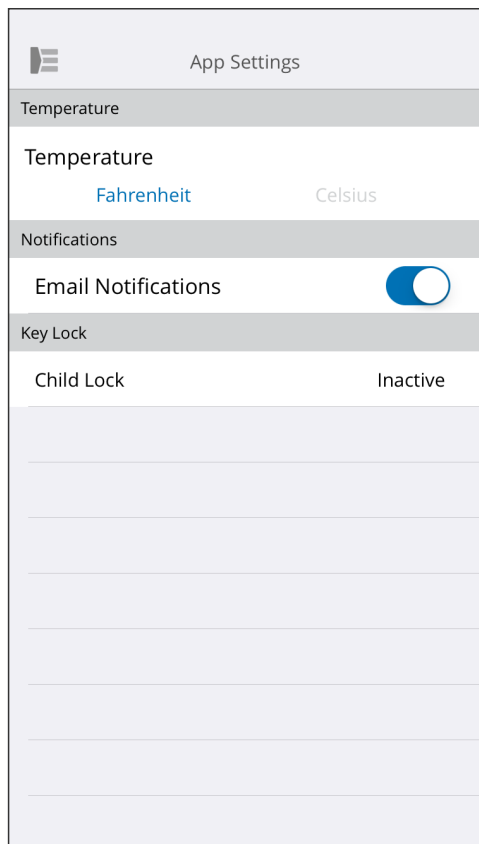 App Settings
Temperature
Temperature
Fahrenheit Celsius
Notifications
Email Notifications
Key Lock
Child Lock Inactive